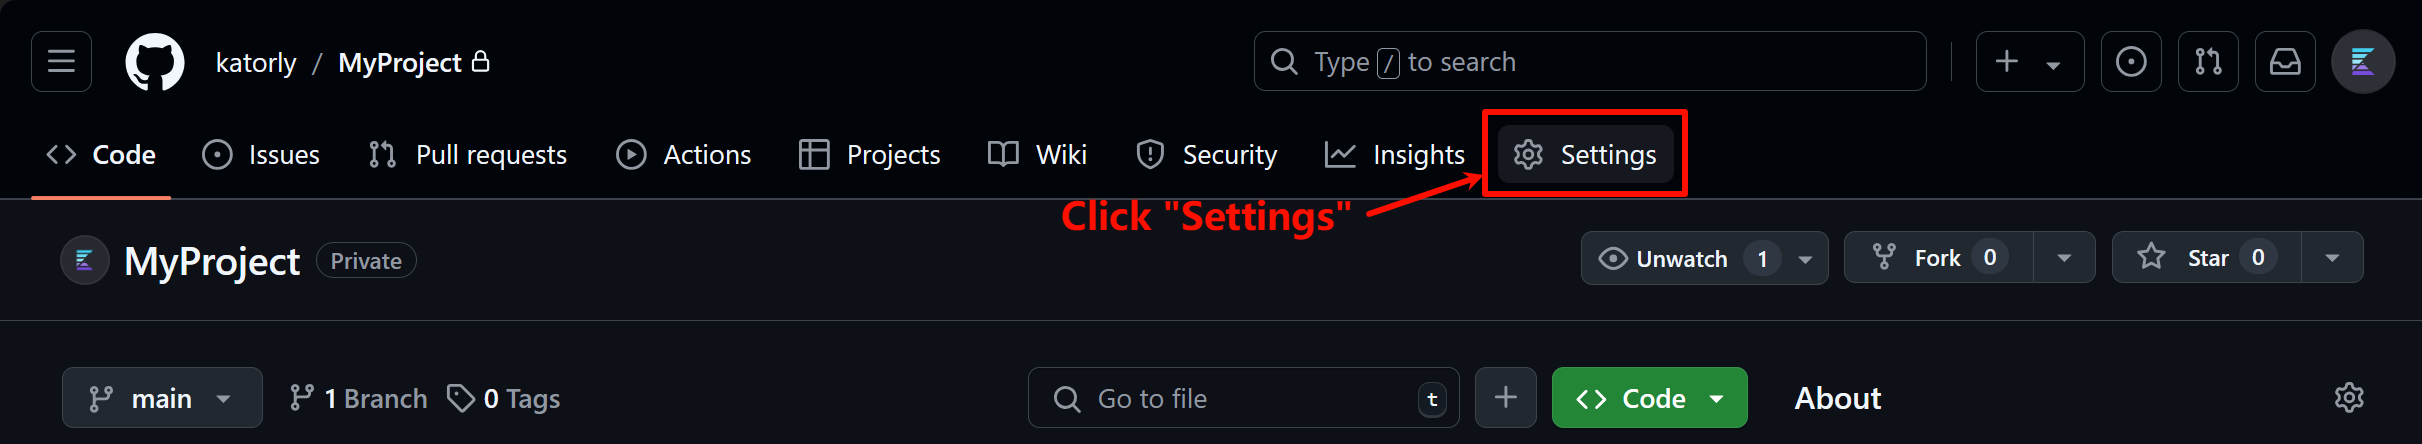 katorly / MyProject
Type / to search
Code Issues Pull requests Actions Projects Wiki Security Insights Settings
Click "Settings"
MyProject Private
Unwatch 1 Fork 0 Star 0
main 1 Branch 0 Tags
Go to file t
Code
About